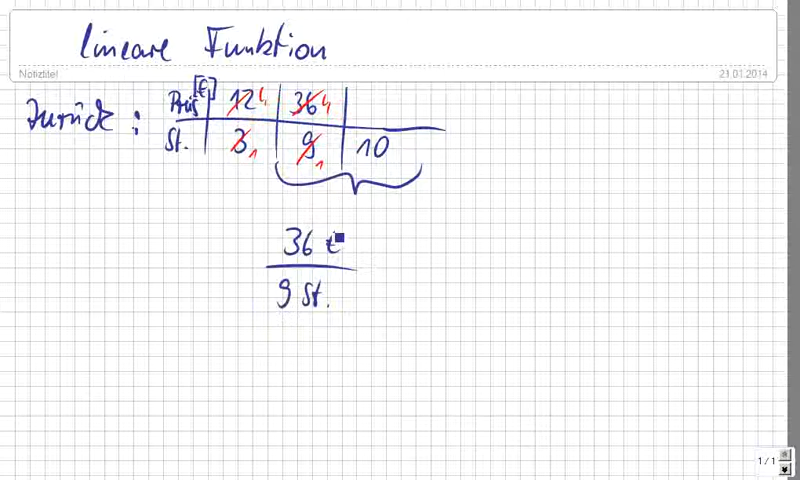 lineare Funktion
Notiztitel
21.01.2014
Zurück : Preis [€] 12 4 36 4
St. 3 1 9 1 10
36 €
9 St.
1/1